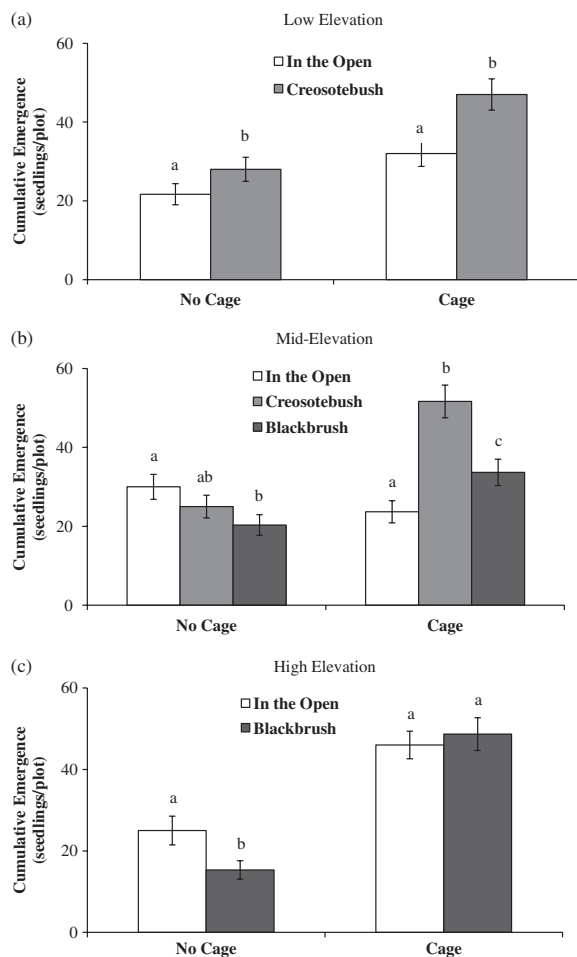 (a)
Low Elevation
60
40
20
0
Cumulative Emergence
(seedlings/plot)
In the Open
Creosotebush
a
b
a
b
No Cage
Cage
(b)
Mid-Elevation
60
40
20
0
Cumulative Emergence
(seedlings/plot)
In the Open
Creosotebush
Blackbrush
a
ab
b
a
b
c
No Cage
Cage
(c)
High Elevation
60
40
20
0
Cumulative Emergence
(seedlings/plot)
In the Open
Blackbrush
a
b
a
a
No Cage
Cage